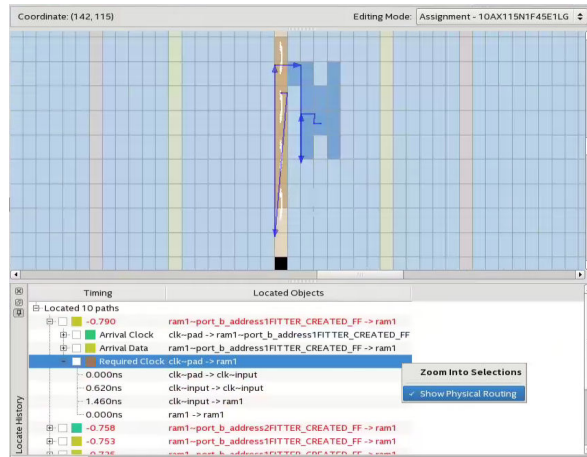 Coordinate: (142, 115) Editing Mode: Assignment - 10AX115N1F45E1LG
Timing Located Objects
Located 10 paths
-0.790 ram1~port_b_address1FITTER_CREATED_FF -> ram1
Arrival Clock clk~pad -> ram1~port_b_address1FITTER_CREATED_FF
Arrival Data ram1~port_b_address1FITTER_CREATED_FF -> ram1
Required Clock clk~pad -> ram1
0.000ns clk~pad -> clk~input
0.620ns clk~input -> clk~input
1.460ns clk~input -> ram1
0.000ns ram1 -> ram1
-0.758 ram1~port_b_address2FITTER_CREATED_FF -> ram1
-0.753 ram1~port_b_address1FITTER_CREATED_FF -> ram1
Zoom Into Selections
✓ Show Physical Routing
Locate History